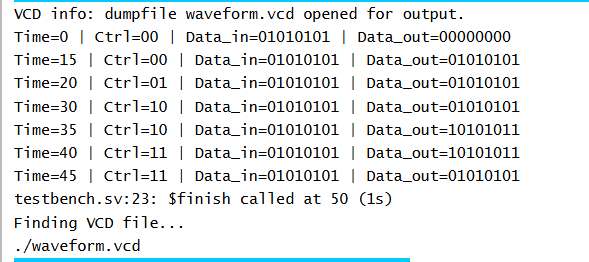 VCD info: dumpfile waveform.vcd opened for output.
Time=0 | Ctrl=00 | Data_in=01010101 | Data_out=00000000
Time=15 | Ctrl=00 | Data_in=01010101 | Data_out=01010101
Time=20 | Ctrl=01 | Data_in=01010101 | Data_out=01010101
Time=30 | Ctrl=10 | Data_in=01010101 | Data_out=01010101
Time=35 | Ctrl=10 | Data_in=01010101 | Data_out=10101011
Time=40 | Ctrl=11 | Data_in=01010101 | Data_out=10101011
Time=45 | Ctrl=11 | Data_in=01010101 | Data_out=01010101
testbench.sv:23: $finish called at 50 (1s)
Finding VCD file...
./waveform.vcd